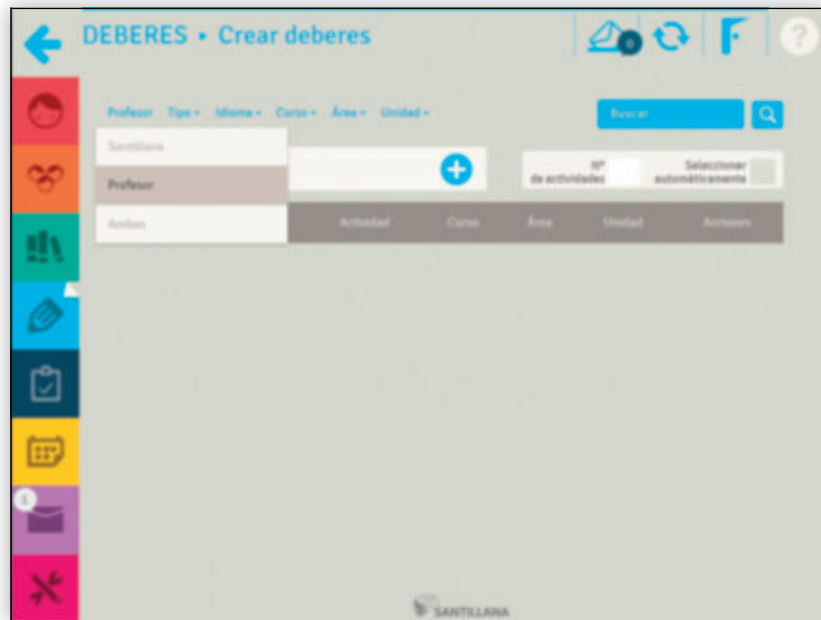 DEBERES ▸ Crear deberes
0
?
Profesor Tipo Idioma Curso Área Unidad
Buscar
Santillana
Profesor
Ambos
Nº
de actividades
Seleccionar
automáticamente
Actividad Curso Área Unidad Acciones
1
SANTILLANA